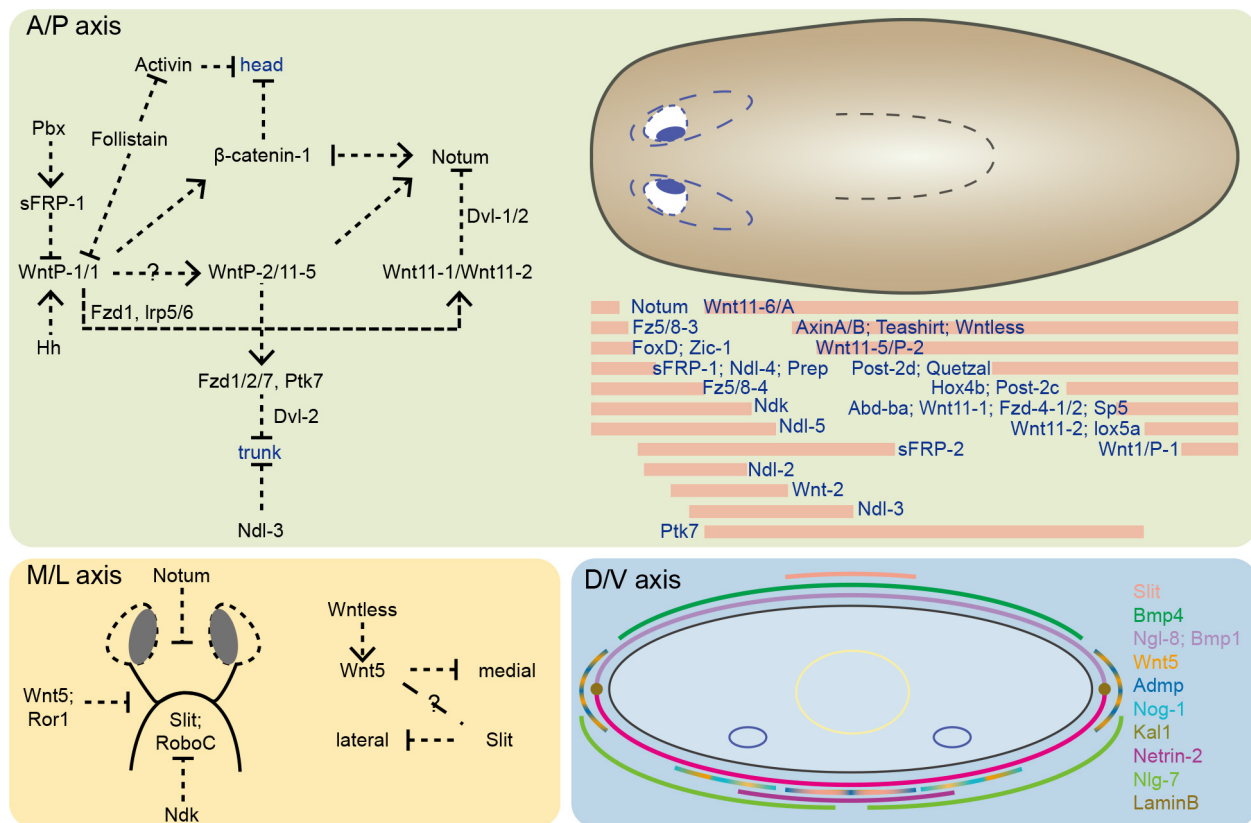 A/P axis
Activin
head
Pbx
Follistain
β-catenin-1
Notum
sFRP-1
Dvl-1/2
WntP-1/1
?
WntP-2/11-5
Wnt11-1/Wnt11-2
Fzd1, lrp5/6
Hh
Fzd1/2/7, Ptk7
Dvl-2
trunk
Ndl-3
Notum Wnt11-6/A
Fz5/8-3 AxinA/B; Teashirt; Wntless
FoxD; Zic-1 Wnt11-5/P-2
sFRP-1; Ndl-4; Prep Post-2d; Quetzal
Fz5/8-4 Hox4b; Post-2c
Ndk Abd-ba; Wnt11-1; Fzd-4-1/2; Sp5
Ndl-5 Wnt11-2; lox5a
sFRP-2 Wnt1/P-1
Ndl-2
Wnt-2
Ndl-3
Ptk7
M/L axis
Notum
Wnt5;
Ror1
Slit;
RoboC
Ndk
Wntless
Wnt5
medial
?
lateral
Slit
D/V axis
Slit
Bmp4
Ngl-8; Bmp1
Wnt5
Admp
Nog-1
Kal1
Netrin-2
Nlg-7
LaminB